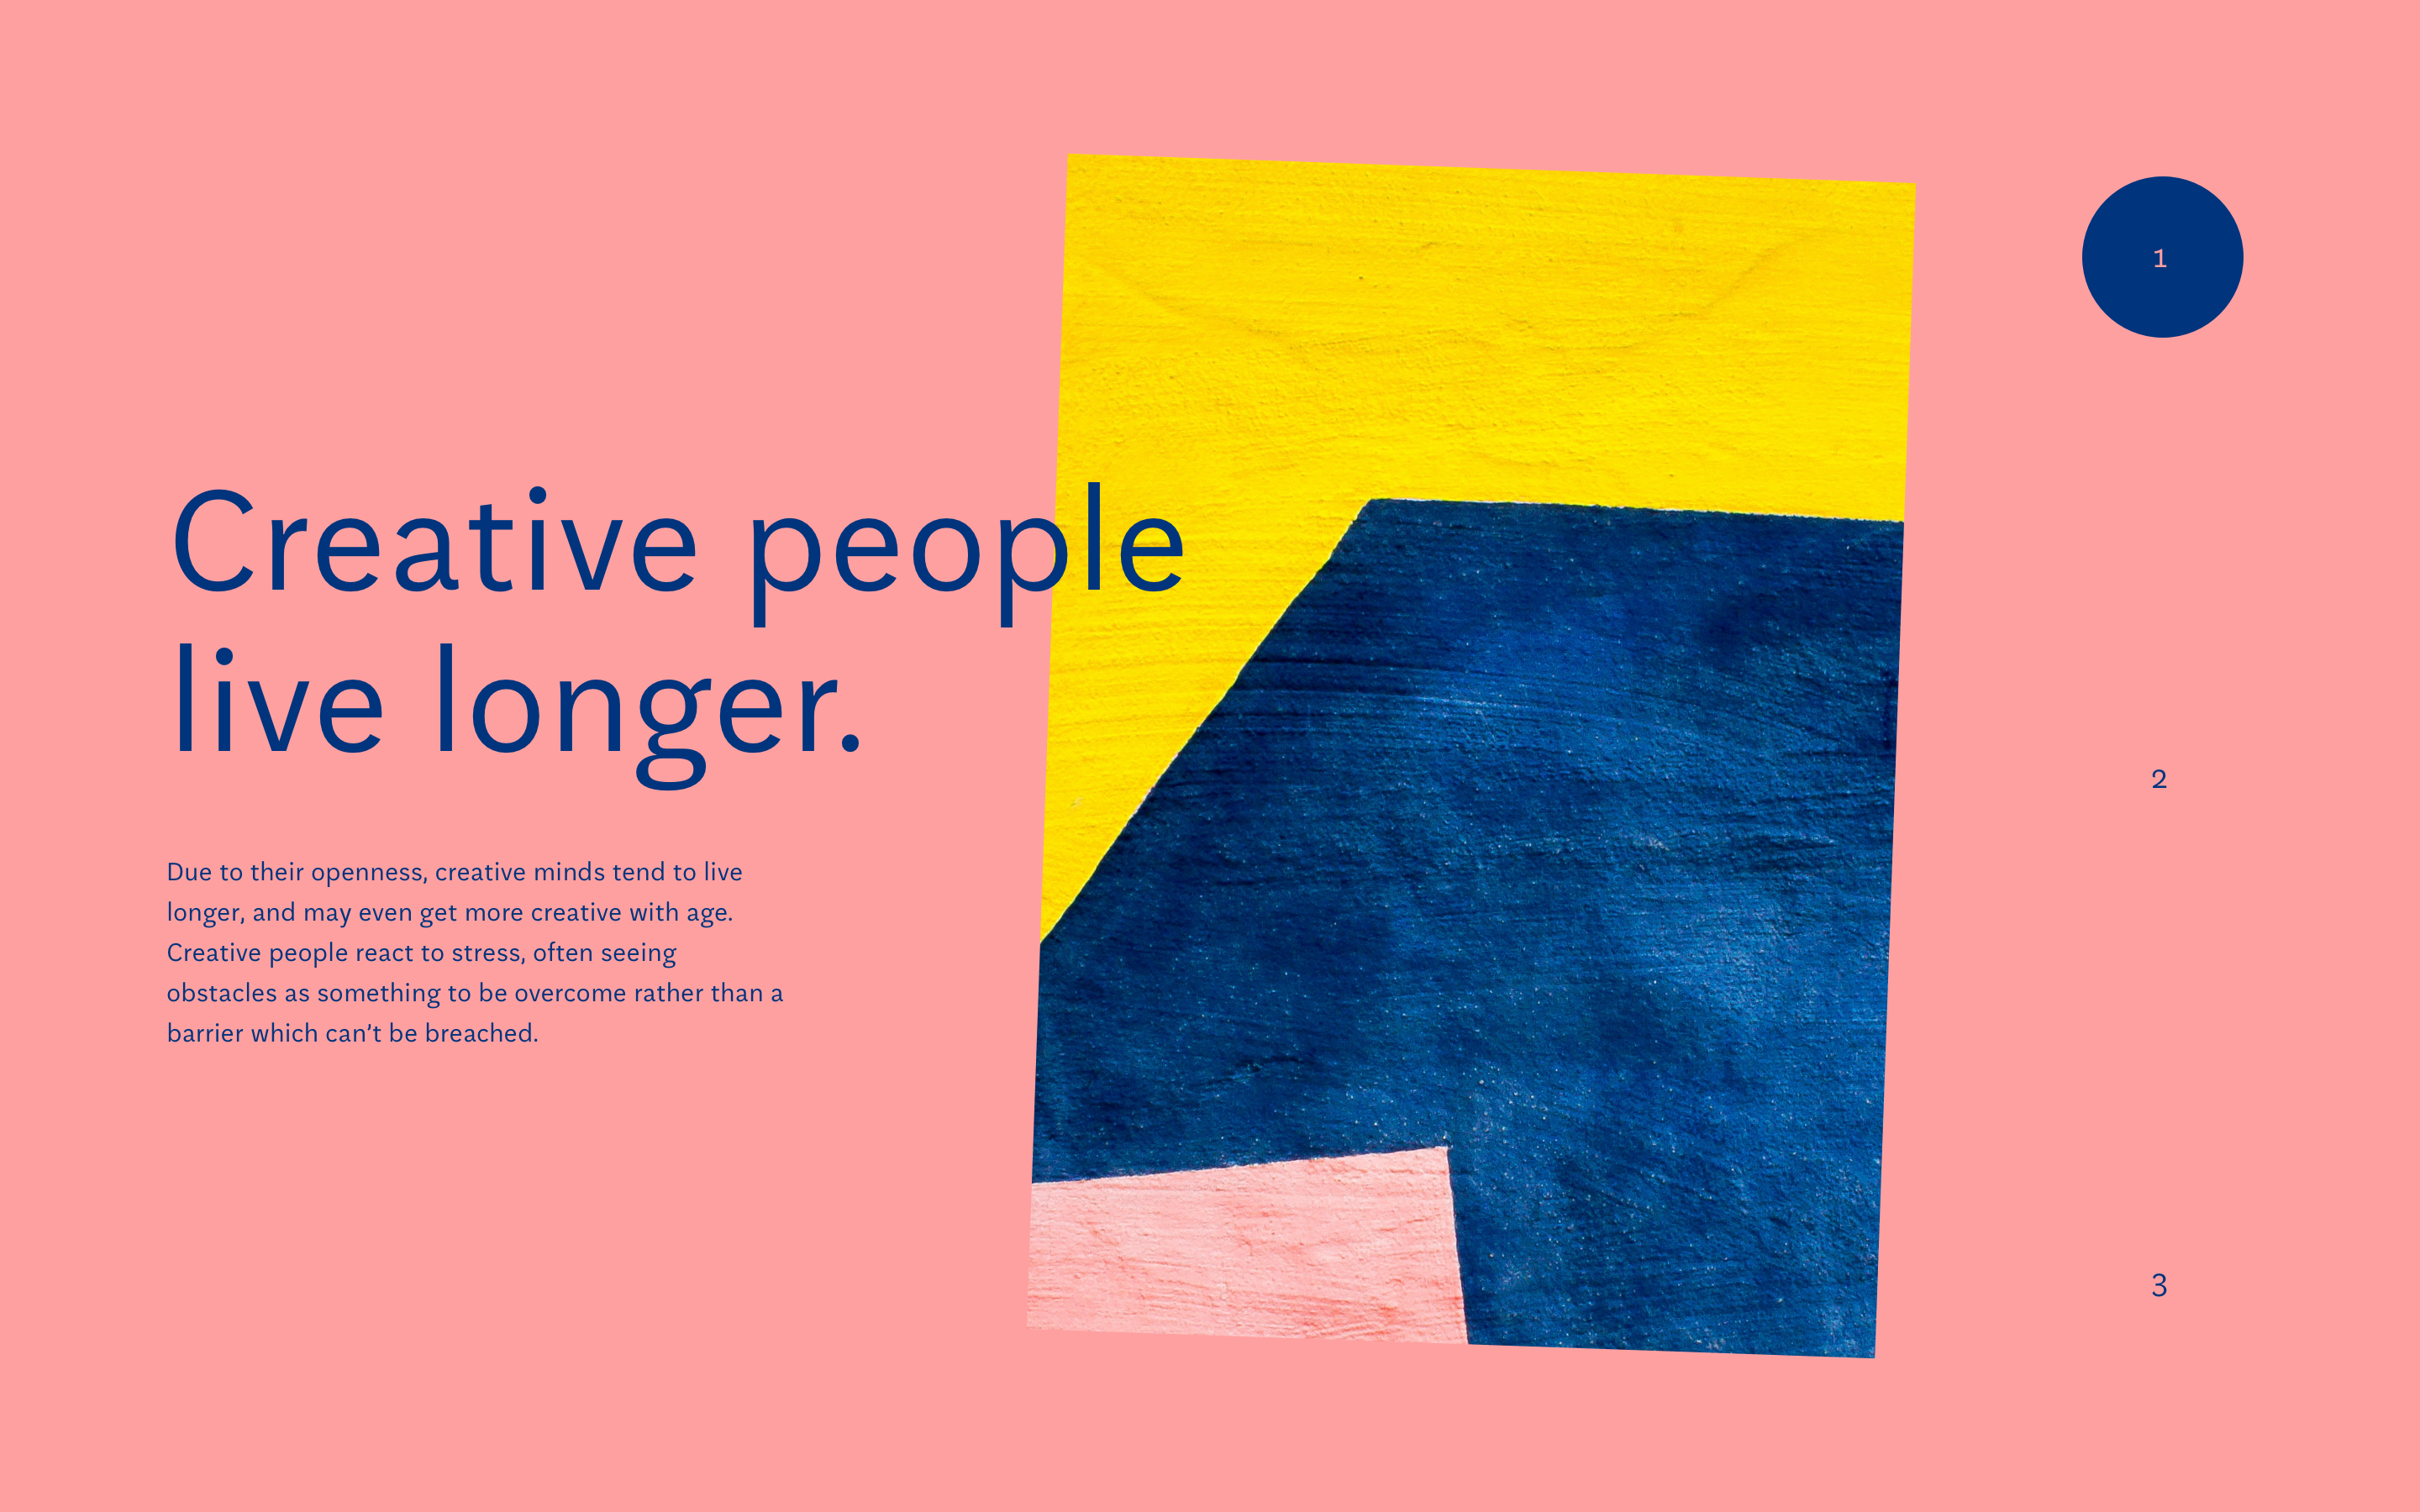 Creative people
live longer.
Due to their openness, creative minds tend to live
longer, and may even get more creative with age.
Creative people react to stress, often seeing
obstacles as something to be overcome rather than a
barrier which can’t be breached.
1
2
3